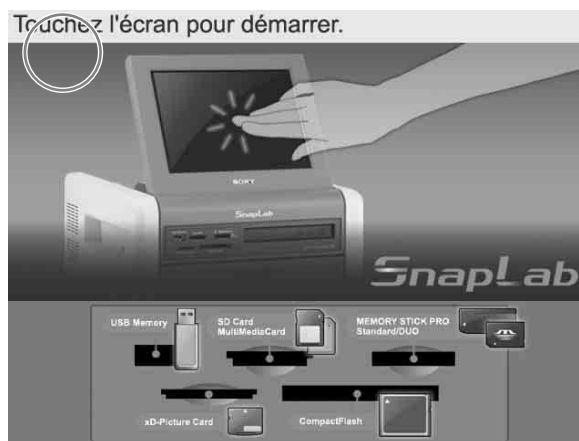 Touchez l'écran pour démarrer.
SONY
SnapLab
SnapLab
USB Memory
SD Card
MultiMediaCard
MEMORY STICK PRO
Standard/DUO
xD-Picture Card
CompactFlash